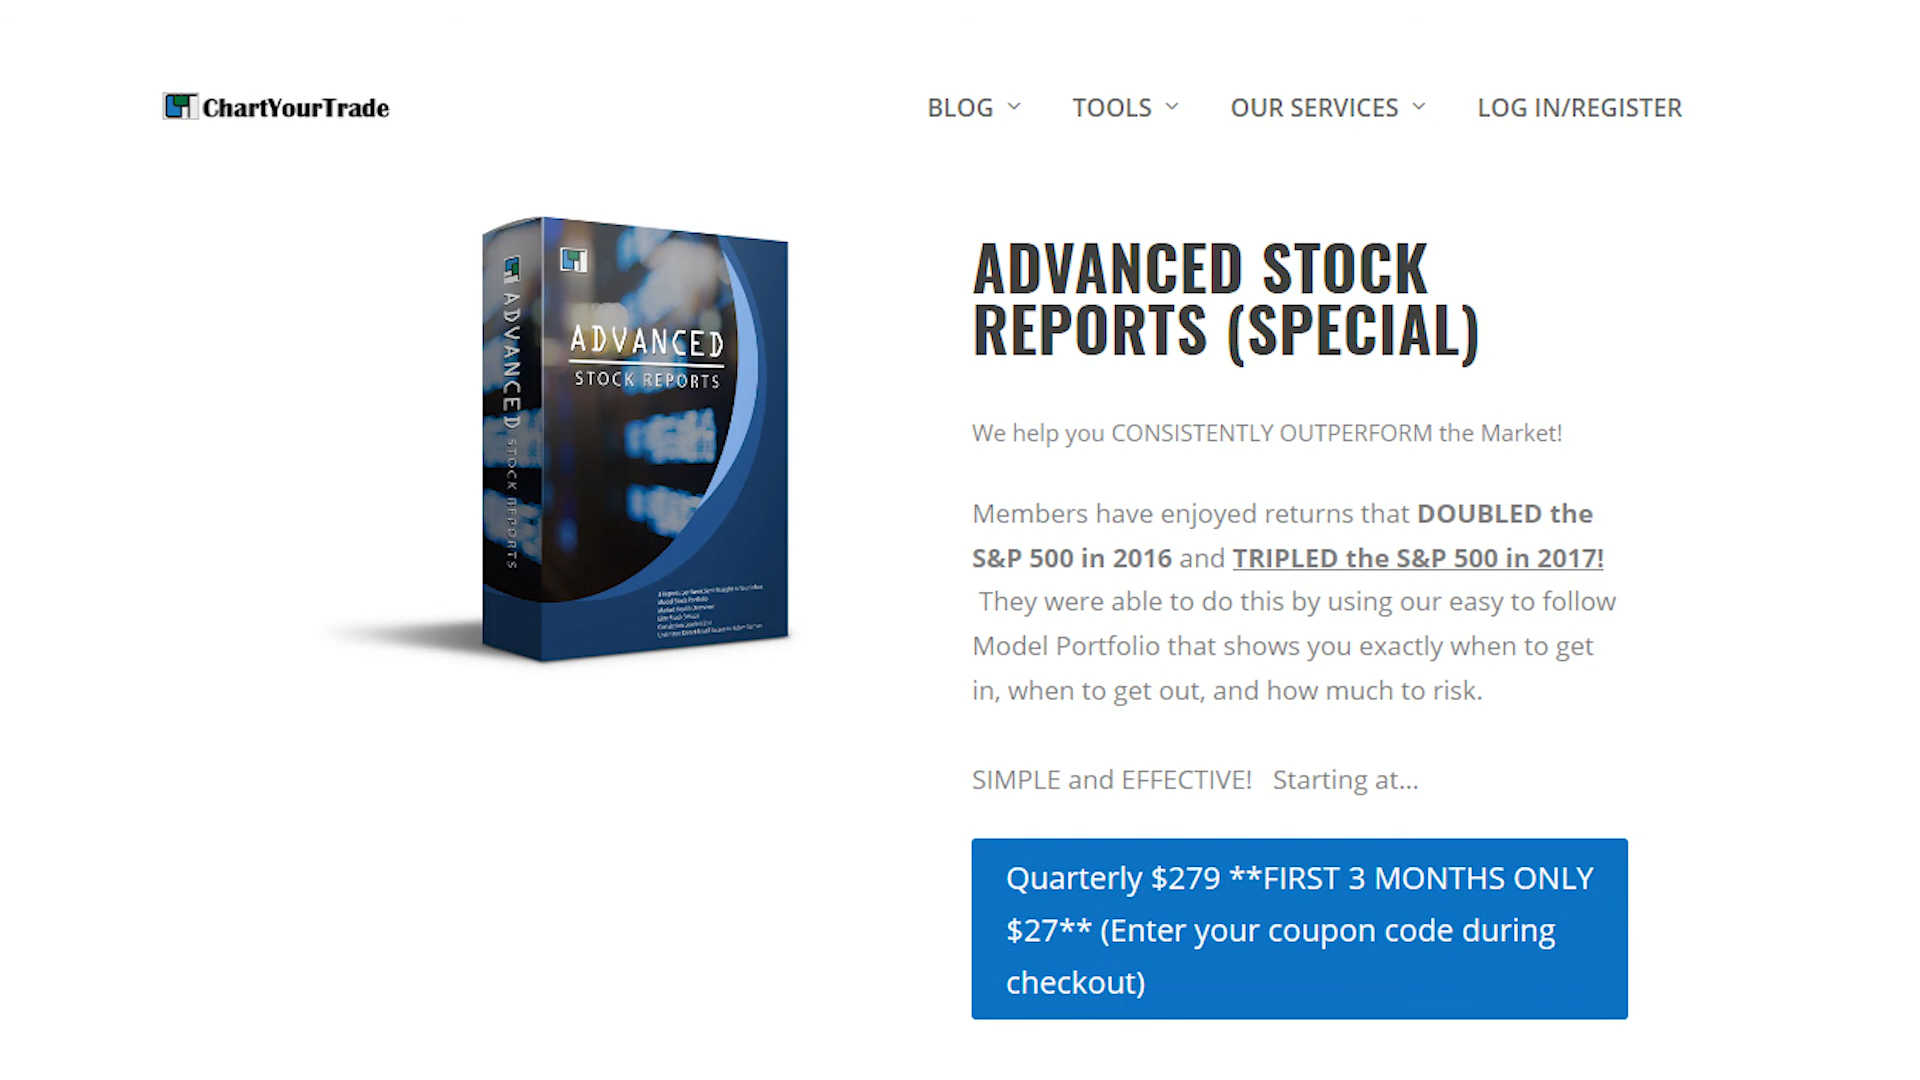 ChartYourTrade
BLOG
TOOLS
OUR SERVICES
LOG IN/REGISTER
ADVANCED STOCK REPORTS
ADVANCED
STOCK REPORTS
ADVANCED STOCK
REPORTS (SPECIAL)
We help you CONSISTENTLY OUTPERFORM the Market!
Members have enjoyed returns that DOUBLED the
S&P 500 in 2016 and TRIPLED the S&P 500 in 2017!
They were able to do this by using our easy to follow
Model Portfolio that shows you exactly when to get
in, when to get out, and how much to risk.
SIMPLE and EFFECTIVE! Starting at...
Quarterly $279 **FIRST 3 MONTHS ONLY
$27** (Enter your coupon code during
checkout)